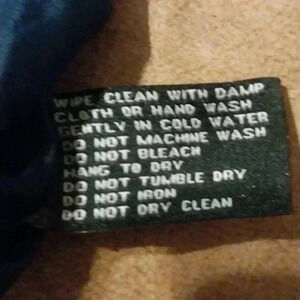 WIPE CLEAN WITH DAMP
CLOTH OR HAND WASH
GENTLY IN COLD WATER
DO NOT MACHINE WASH
DO NOT BLEACH
HANG TO DRY
DO NOT TUMBLE DRY
DO NOT IRON
DO NOT DRY CLEAN